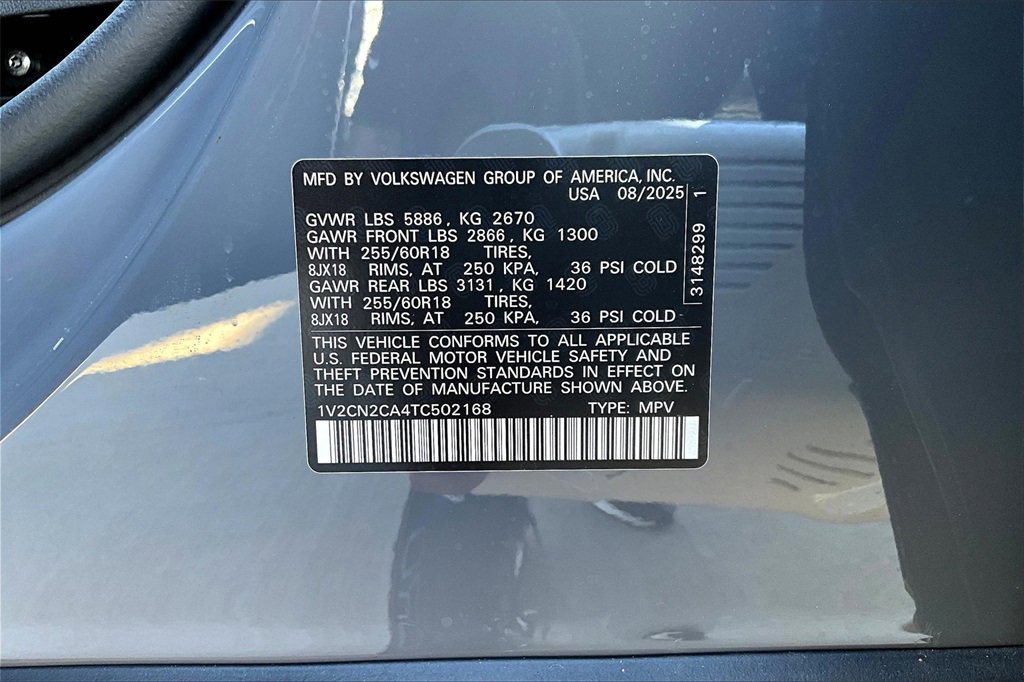 MFD BY VOLKSWAGEN GROUP OF AMERICA, INC.
USA 08/2025
GVWR LBS 5886, KG 2670
GAWR FRONT LBS 2866, KG 1300
WITH 255/60R18 TIRES,
8JX18 RIMS, AT 250 KPA, 36 PSI COLD
GAWR REAR LBS 3131, KG 1420
WITH 255/60R18 TIRES,
8JX18 RIMS, AT 250 KPA, 36 PSI COLD
3148299 1
THIS VEHICLE CONFORMS TO ALL APPLICABLE
U.S. FEDERAL MOTOR VEHICLE SAFETY AND
THEFT PREVENTION STANDARDS IN EFFECT ON
THE DATE OF MANUFACTURE SHOWN ABOVE.
1V2CN2CA4TC502168 TYPE: MPV